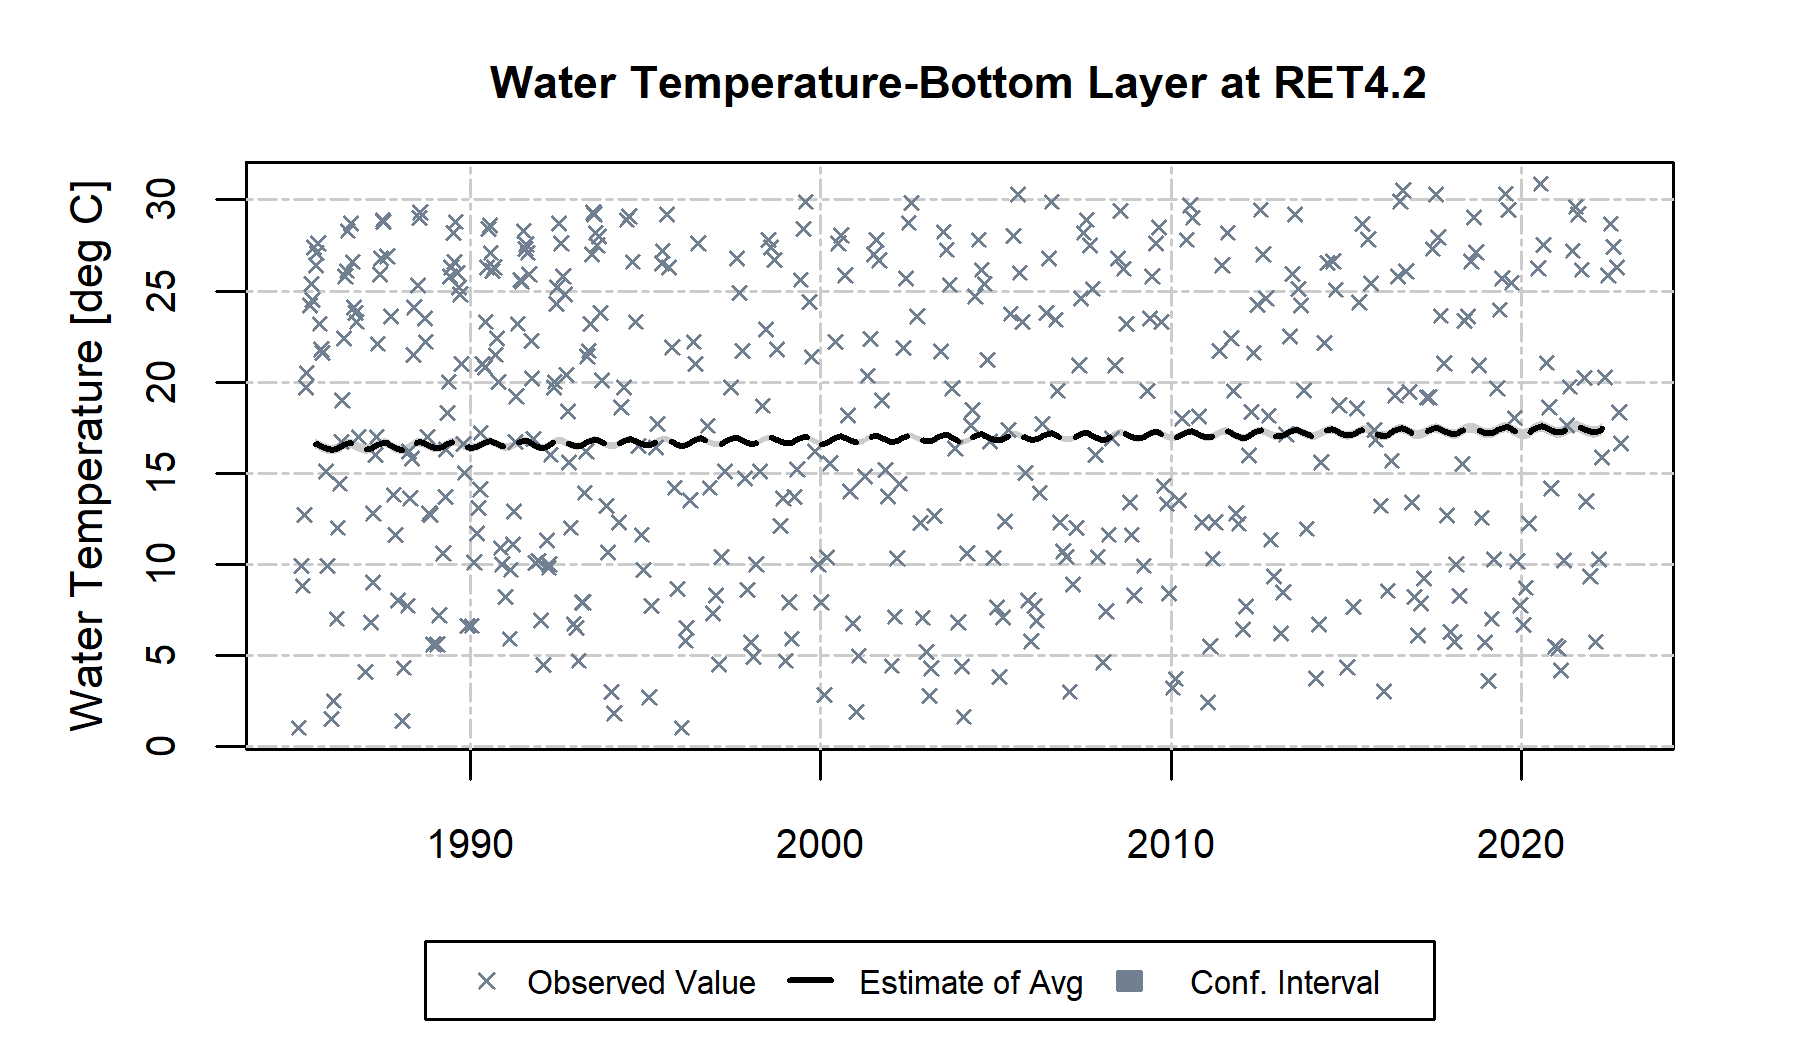 Water Temperature-Bottom Layer at RET4.2
Water Temperature [deg C]
30
25
20
15
10
5
0
1990 2000 2010 2020
Observed Value Estimate of Avg Conf. Interval